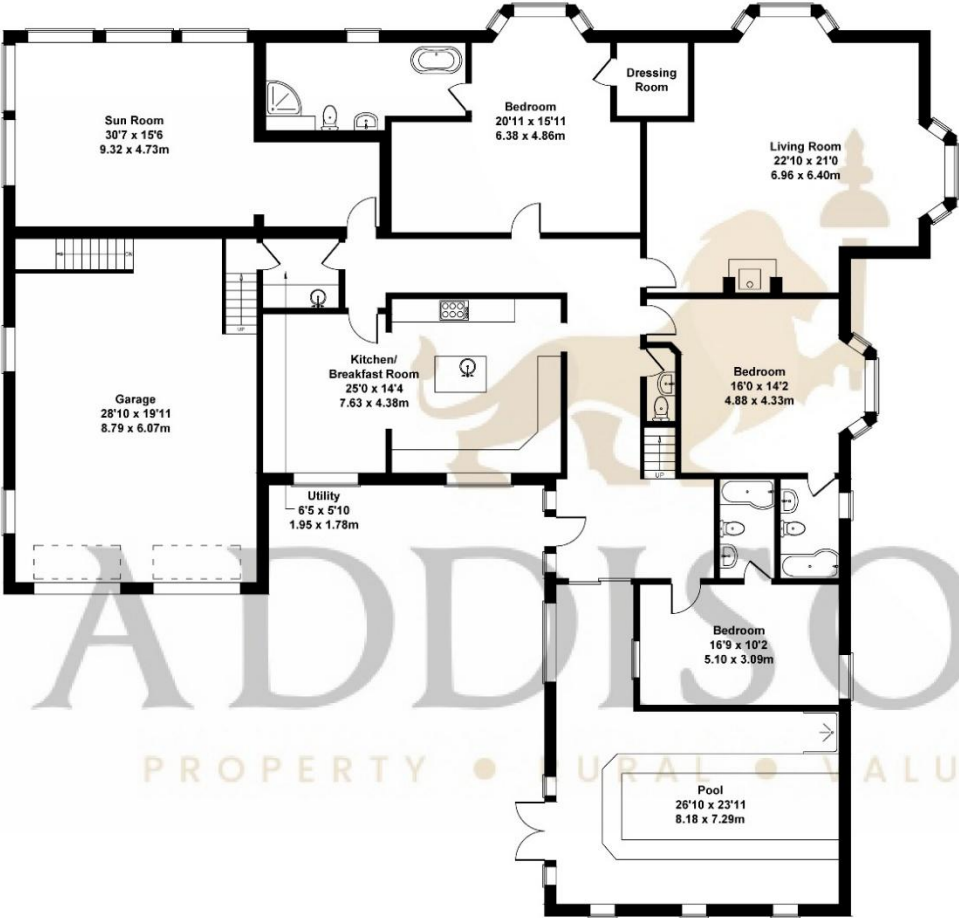 Sun Room
30'7 x 15'6
9.32 x 4.73m
Bedroom
20'11 x 15'11
6.38 x 4.86m
Dressing
Room
Living Room
22'10 x 21'0
6.96 x 6.40m
DN
UP
Kitchen/
Breakfast Room
25'0 x 14'4
7.63 x 4.38m
Bedroom
16'0 x 14'2
4.88 x 4.33m
Garage
28'10 x 19'11
8.79 x 6.07m
UP
Utility
6'5 x 5'10
1.95 x 1.78m
Bedroom
16'9 x 10'2
5.10 x 3.09m
ADDISO
PROPERTY ● RURAL ● VALU
Pool
26'10 x 23'11
8.18 x 7.29m